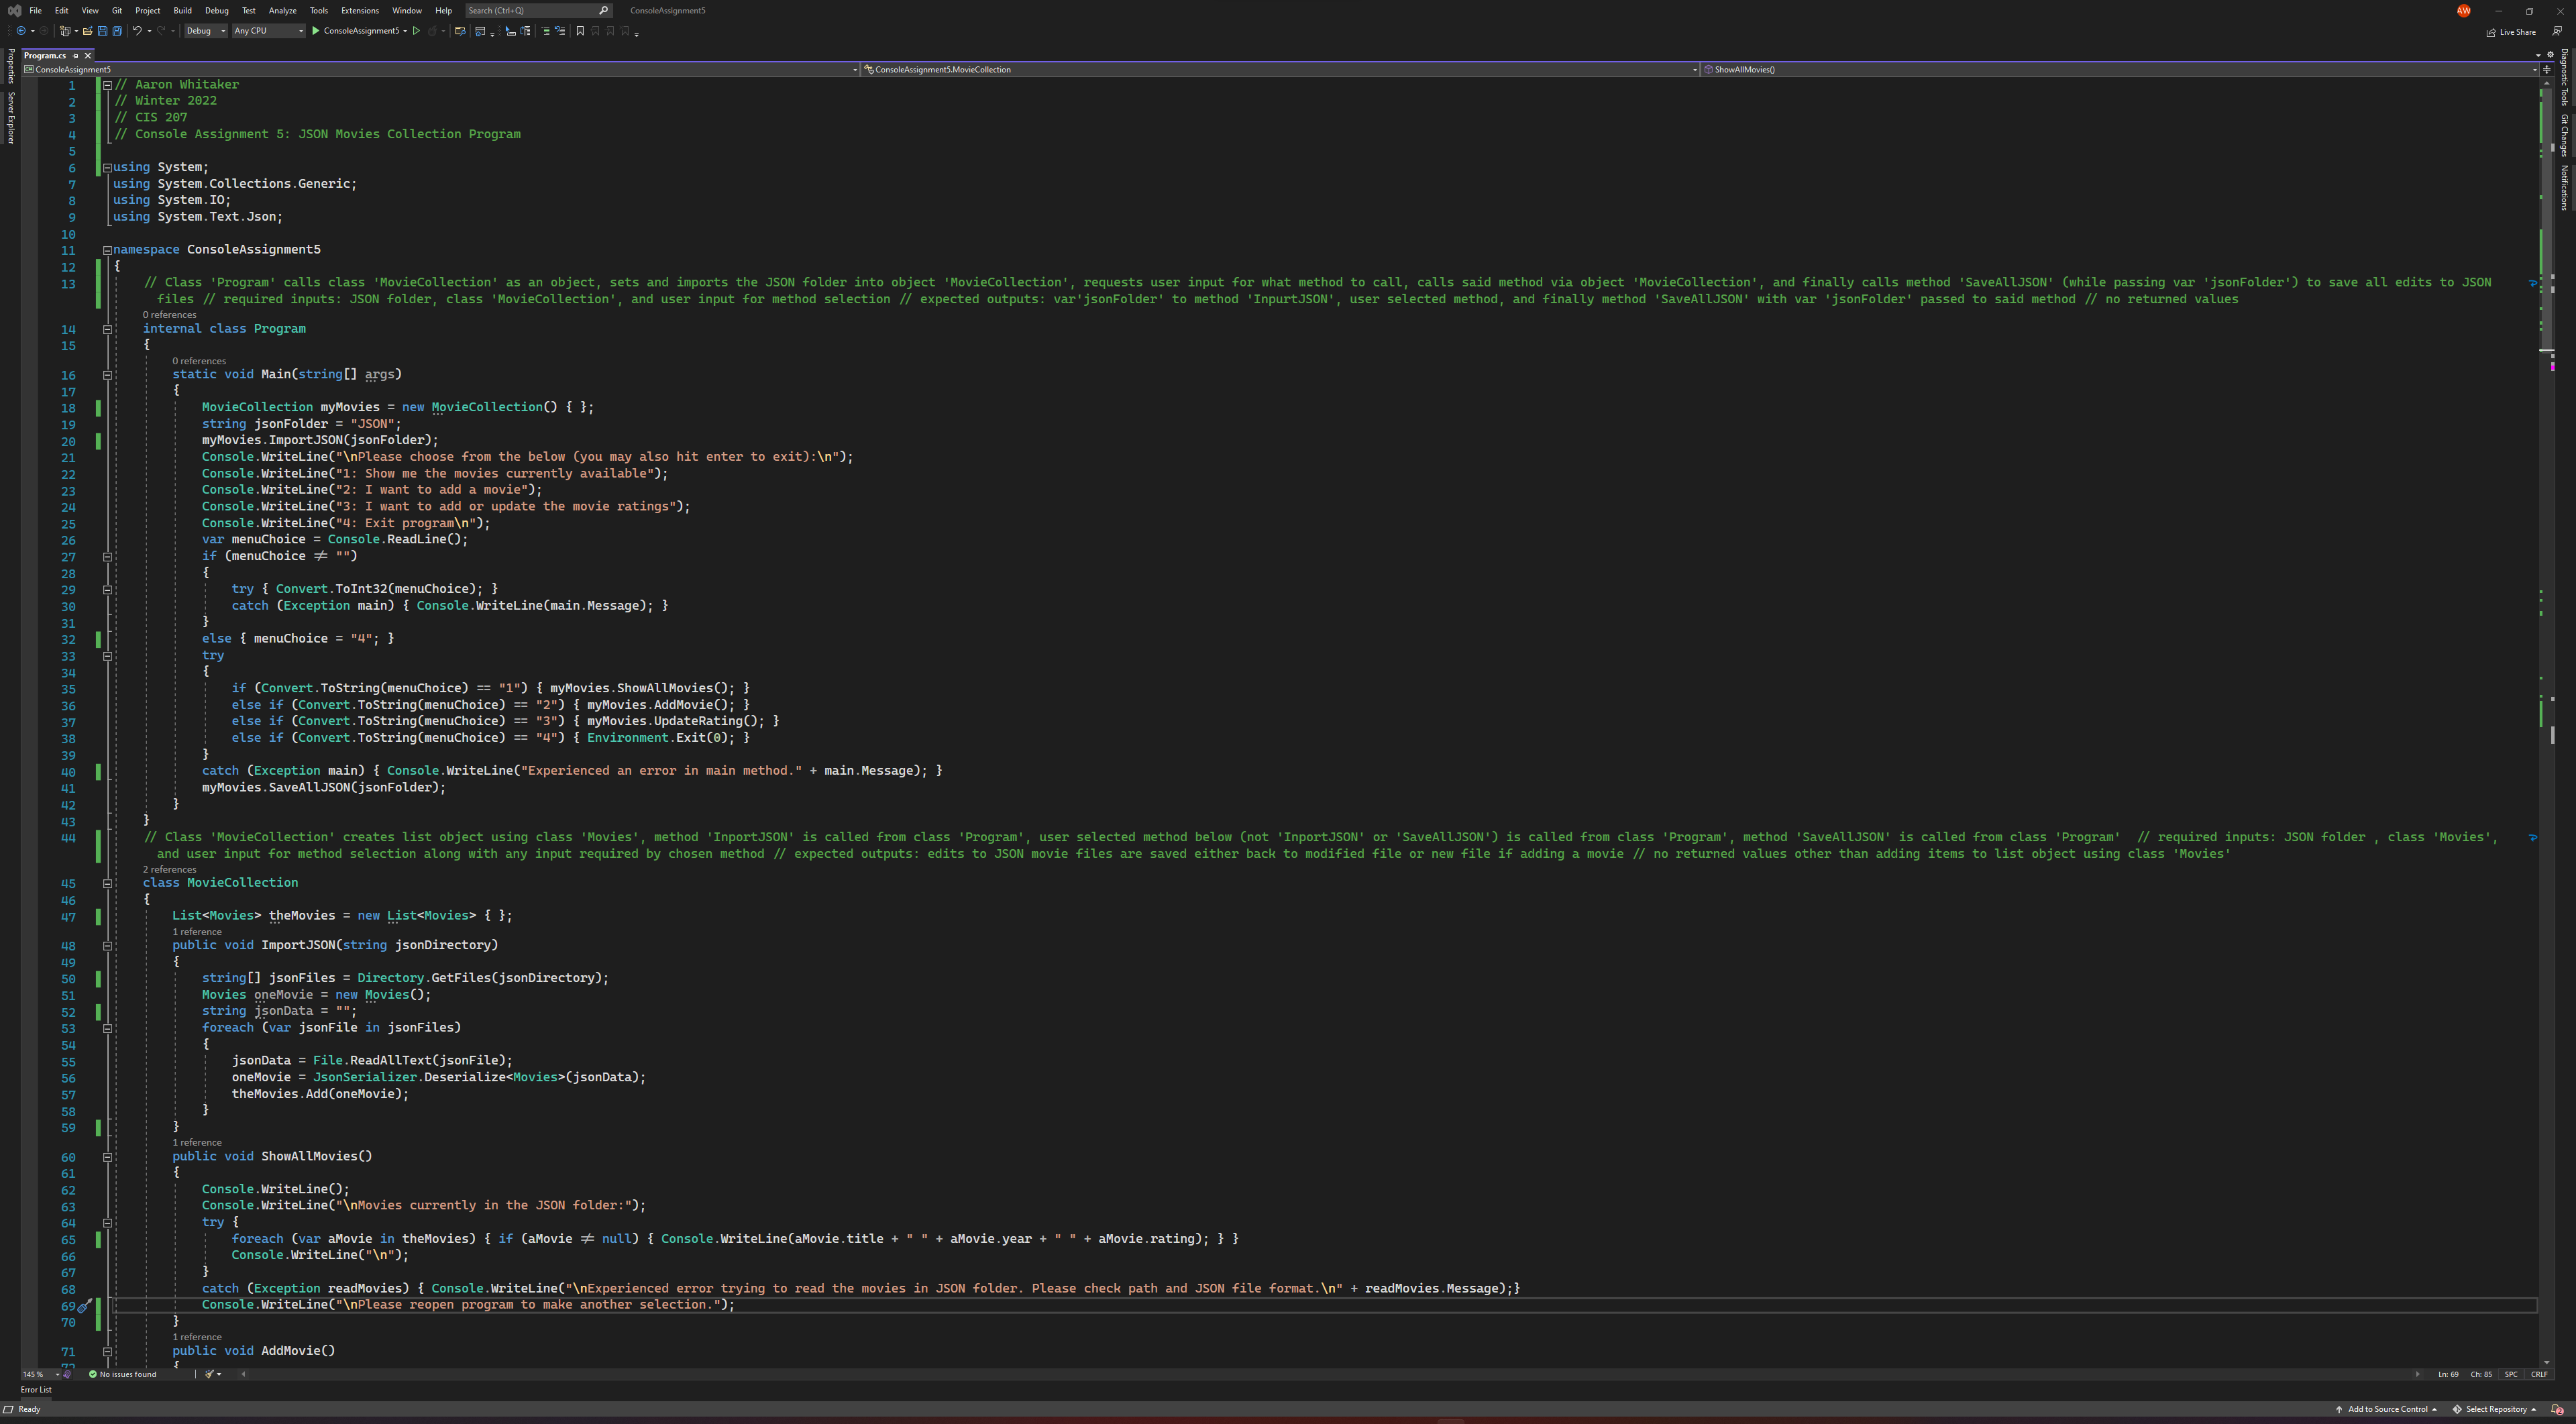 File Edit View Git Project Build Debug Test Analyze Tools Extensions Window Help Search (Ctrl+Q) ConsoleAssignment5 AW
Debug Any CPU ConsoleAssignment5 Live Share
Program.cs
ConsoleAssignment5 ConsoleAssignment5.MovieCollection ShowAllMovies()
Properties
Server Explorer
Diagnostic Tools
Git Changes
Notifications
1 // Aaron Whitaker
2 // Winter 2022
3 // CIS 207
4 // Console Assignment 5: JSON Movies Collection Program
5
6 using System;
7 using System.Collections.Generic;
8 using System.IO;
9 using System.Text.Json;
10
11 namespace ConsoleAssignment5
12 {
13 // Class 'Program' calls class 'MovieCollection' as an object, sets and imports the JSON folder into object 'MovieCollection', requests user input for what method to call, calls said method via object 'MovieCollection', and finally calls method 'SaveAllJSON' (while passing var 'jsonFolder') to save all edits to JSON
files // required inputs: JSON folder, class 'MovieCollection', and user input for method selection // expected outputs: var'jsonFolder' to method 'InpurtJSON', user selected method, and finally method 'SaveAllJSON' with var 'jsonFolder' passed to said method // no returned values
0 references
14 internal class Program
15 {
0 references
16 static void Main(string[] args)
17 {
18 MovieCollection myMovies = new MovieCollection() { };
19 string jsonFolder = "JSON";
20 myMovies.ImportJSON(jsonFolder);
21 Console.WriteLine("\nPlease choose from the below (you may also hit enter to exit):\n");
22 Console.WriteLine("1: Show me the movies currently available");
23 Console.WriteLine("2: I want to add a movie");
24 Console.WriteLine("3: I want to add or update the movie ratings");
25 Console.WriteLine("4: Exit program\n");
26 var menuChoice = Console.ReadLine();
27 if (menuChoice ≠ "")
28 {
29 try { Convert.ToInt32(menuChoice); }
30 catch (Exception main) { Console.WriteLine(main.Message); }
31 }
32 else { menuChoice = "4"; }
33 try
34 {
35 if (Convert.ToString(menuChoice) == "1") { myMovies.ShowAllMovies(); }
36 else if (Convert.ToString(menuChoice) == "2") { myMovies.AddMovie(); }
37 else if (Convert.ToString(menuChoice) == "3") { myMovies.UpdateRating(); }
38 else if (Convert.ToString(menuChoice) == "4") { Environment.Exit(0); }
39 }
40 catch (Exception main) { Console.WriteLine("Experienced an error in main method." + main.Message); }
41 myMovies.SaveAllJSON(jsonFolder);
42 }
43 }
44 // Class 'MovieCollection' creates list object using class 'Movies', method 'InportJSON' is called from class 'Program', user selected method below (not 'InportJSON' or 'SaveAllJSON') is called from class 'Program', method 'SaveAllJSON' is called from class 'Program' // required inputs: JSON folder , class 'Movies',
and user input for method selection along with any input required by chosen method // expected outputs: edits to JSON movie files are saved either back to modified file or new file if adding a movie // no returned values other than adding items to list object using class 'Movies'
2 references
45 class MovieCollection
46 {
47 List<Movies> theMovies = new List<Movies> { };
1 reference
48 public void ImportJSON(string jsonDirectory)
49 {
50 string[] jsonFiles = Directory.GetFiles(jsonDirectory);
51 Movies oneMovie = new Movies();
52 string jsonData = "";
53 foreach (var jsonFile in jsonFiles)
54 {
55 jsonData = File.ReadAllText(jsonFile);
56 oneMovie = JsonSerializer.Deserialize<Movies>(jsonData);
57 theMovies.Add(oneMovie);
58 }
59 }
1 reference
60 public void ShowAllMovies()
61 {
62 Console.WriteLine();
63 Console.WriteLine("\nMovies currently in the JSON folder:");
64 try {
65 foreach (var aMovie in theMovies) { if (aMovie ≠ null) { Console.WriteLine(aMovie.title + " " + aMovie.year + " " + aMovie.rating); } }
66 Console.WriteLine("\n");
67 }
68 catch (Exception readMovies) { Console.WriteLine("\nExperienced error trying to read the movies in JSON folder. Please check path and JSON file format.\n" + readMovies.Message);}
69 Console.WriteLine("\nPlease reopen program to make another selection.");
70 }
1 reference
71 public void AddMovie()
72 {
145 % No issues found Ln: 69 Ch: 85 SPC CRLF
Error List
Ready Add to Source Control Select Repository 2